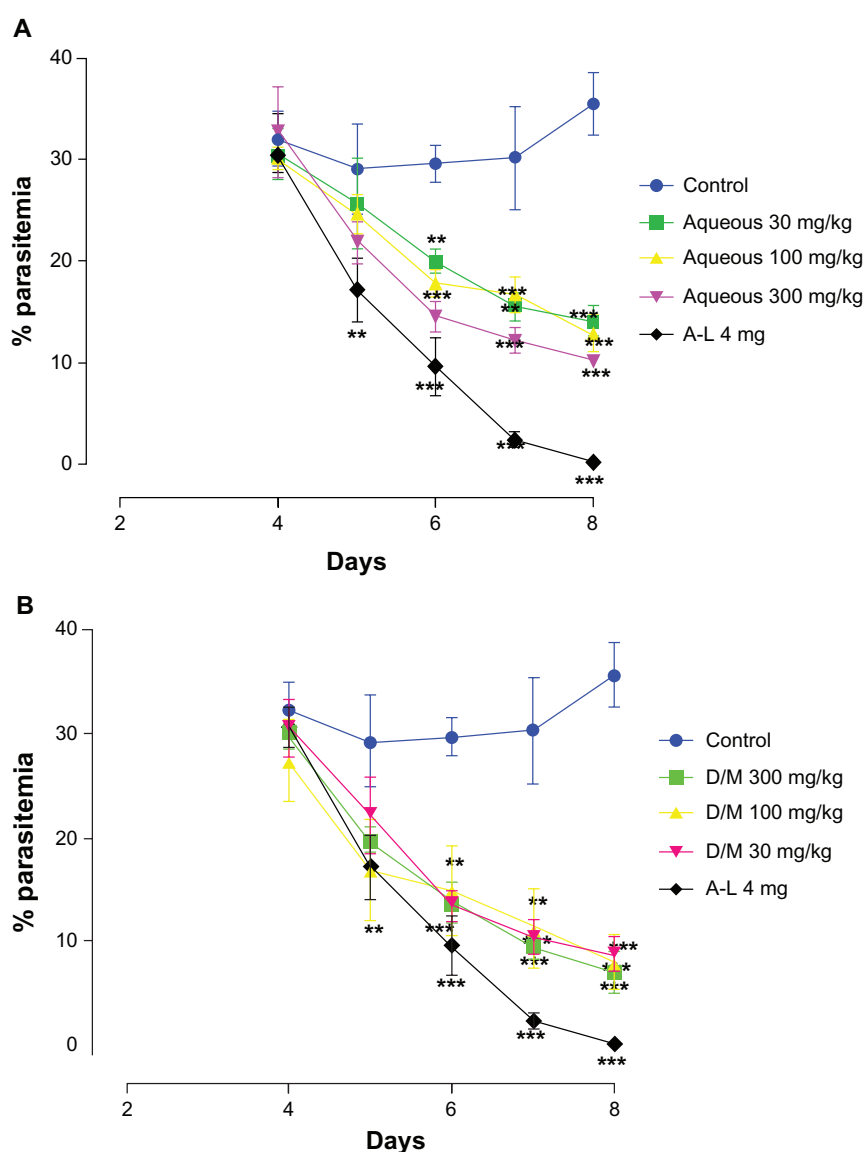 A
40
30
20
10
0
% parasitemia
**
***
***
**
***
***
**
***
***
***
***
***
2
4
6
8
Days
Control
Aqueous 30 mg/kg
Aqueous 100 mg/kg
Aqueous 300 mg/kg
A-L 4 mg
B
40
30
20
10
0
% parasitemia
**
**
**
***
***
***
***
***
***
***
***
***
2
4
6
8
Days
Control
D/M 300 mg/kg
D/M 100 mg/kg
D/M 30 mg/kg
A-L 4 mg